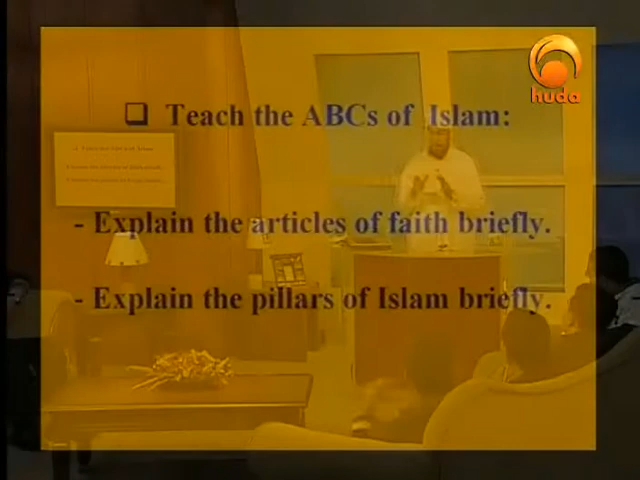 huda
❑ Teach the ABCs of Islam:
- Explain the articles of faith briefly.
- Explain the pillars of Islam briefly.